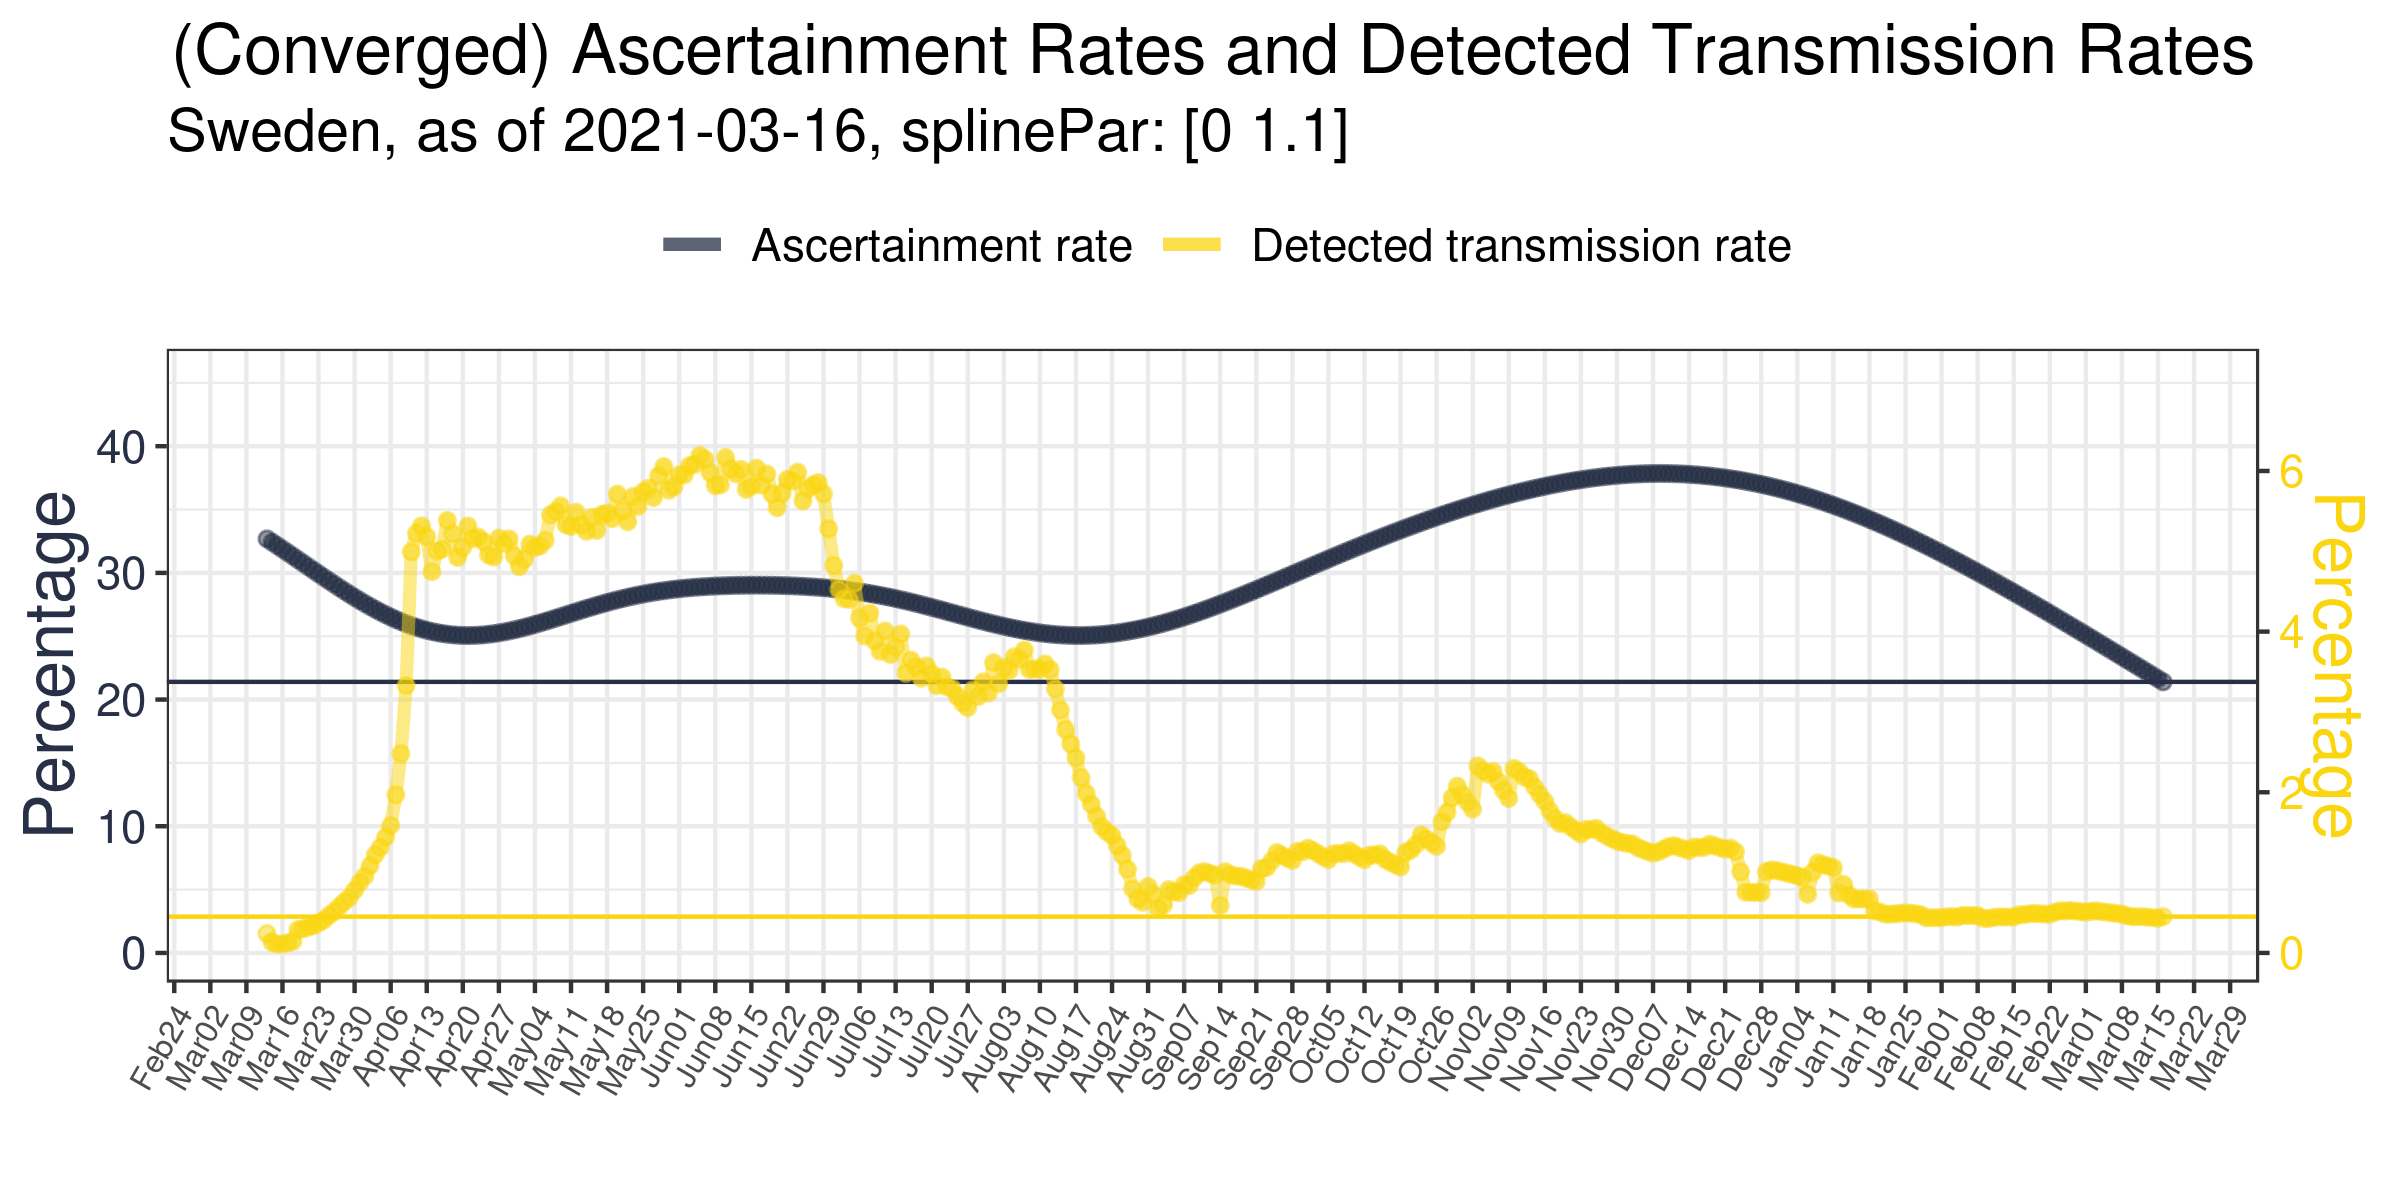 (Converged) Ascertainment Rates and Detected Transmission Rates
Sweden, as of 2021-03-16, splinePar: [0 1.1]
Ascertainment rate Detected transmission rate
Percentage
40
30
20
10
0
6
4
2
0
Percentage
Feb24 Mar02 Mar09 Mar16 Mar23 Mar30 Apr06 Apr13 Apr20 Apr27 May04 May11 May18 May25 Jun01 Jun08 Jun15 Jun22 Jun29 Jul06 Jul13 Jul20 Jul27 Aug03 Aug10 Aug17 Aug24 Aug31 Sep07 Sep14 Sep21 Sep28 Oct05 Oct12 Oct19 Oct26 Nov02 Nov09 Nov16 Nov23 Nov30 Dec07 Dec14 Dec21 Dec28 Jan04 Jan11 Jan18 Jan25 Feb01 Feb08 Feb15 Feb22 Mar01 Mar08 Mar15 Mar22 Mar29